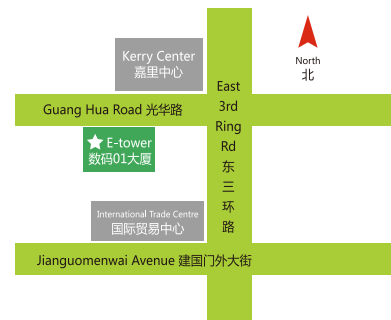 Kerry Center
嘉里中心
North
北
East
3rd
Ring
Rd
东
三
环
路
Guang Hua Road 光华路
E-tower
数码01大厦
International Trade Centre
国际贸易中心
Jianguomenwai Avenue 建国门外大街